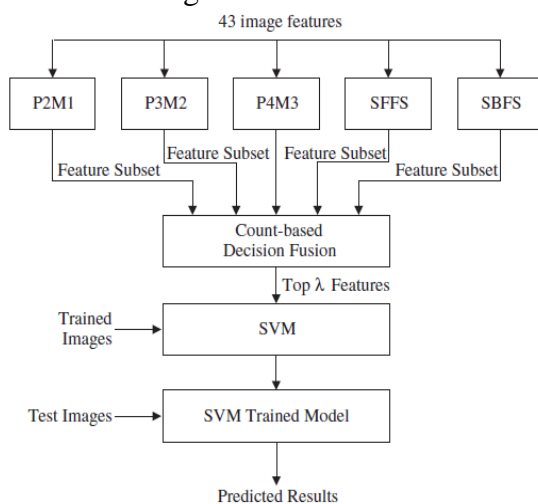 43 image features
P2M1
P3M2
P4M3
SFFS
SBFS
Feature Subset
Feature Subset
Feature Subset
Feature Subset
Count-based
Decision Fusion
Top λ Features
Trained
Images
SVM
Test Images
SVM Trained Model
Predicted Results